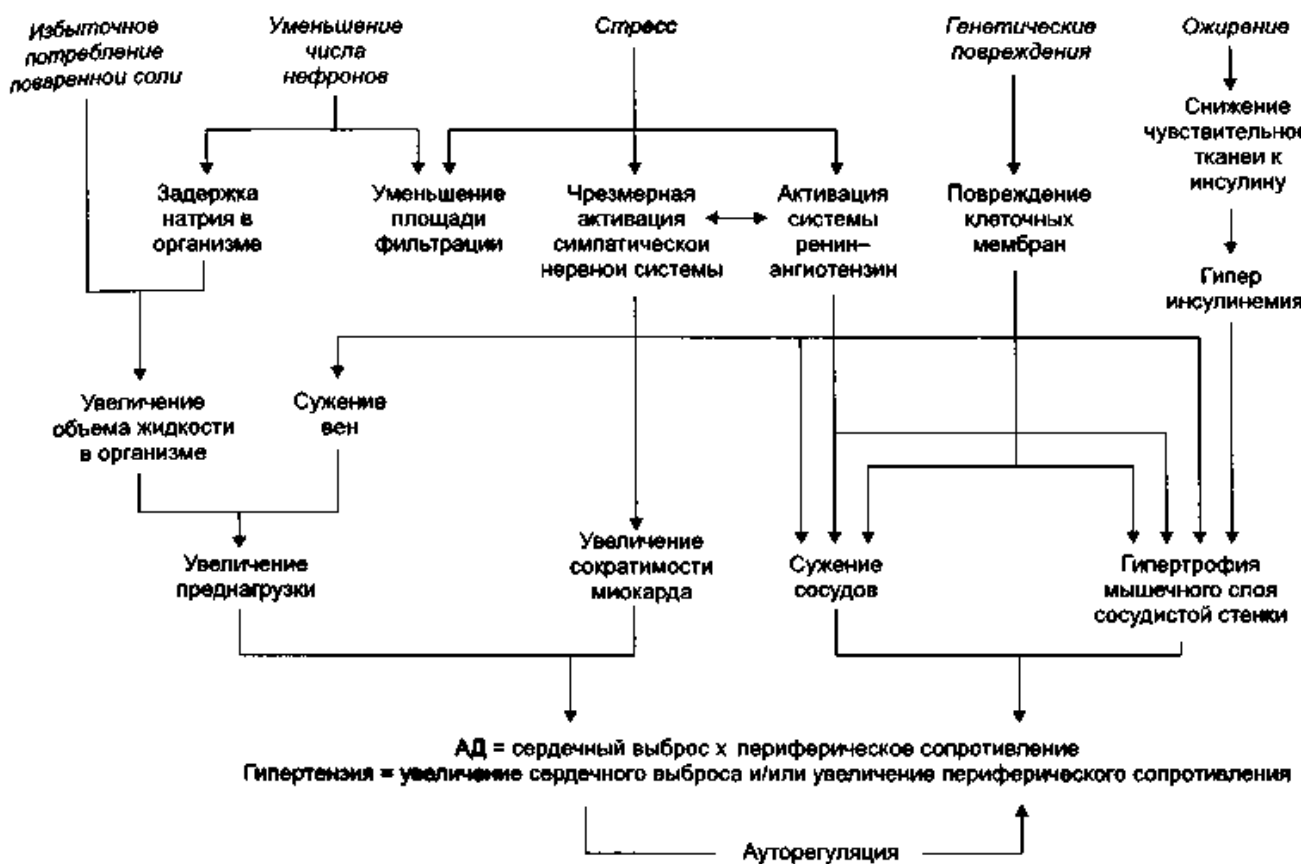 Избыточное
потребление
поваренной соли
Уменьшение
числа
нефронов
Стресс
Генетические
повреждения
Ожирение
Снижение
чувствительнос
тканей к
инсулину
Задержка
натрия в
организме
Уменьшение
площади
фильтрации
Чрезмерная
активация
симпатической
нервной системы
Активация
системы
ренин–
ангиотензин
Повреждение
клеточных
мембран
Гипер
инсулинемия
Увеличение
объема жидкости
в организме
Сужение
вен
Увеличение
преднагрузки
Увеличение
сократимости
миокарда
Сужение
сосудов
Гипертрофия
мышечного слоя
сосудистой стенки
АД = сердечный выброс x периферическое сопротивление
Гипертензия = увеличение сердечного выброса и/или увеличение периферического сопротивления
Ауторегуляция